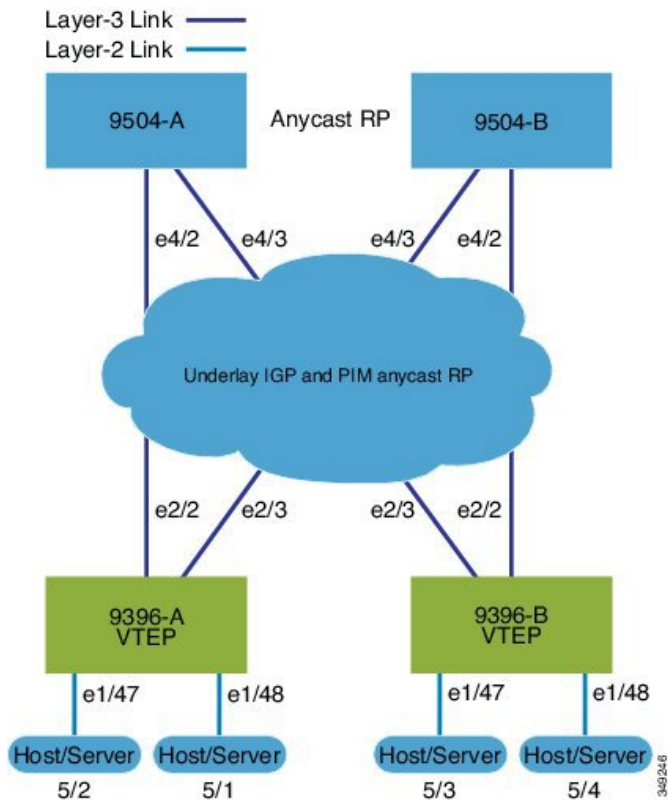 Layer-3 Link
Layer-2 Link
9504-A
Anycast RP
9504-B
e4/2
e4/3
e4/3
e4/2
Underlay IGP and PIM anycast RP
e2/2
e2/3
e2/3
e2/2
9396-A
VTEP
9396-B
VTEP
e1/47
e1/48
e1/47
e1/48
Host/Server
Host/Server
Host/Server
Host/Server
5/2
5/1
5/3
5/4
349246